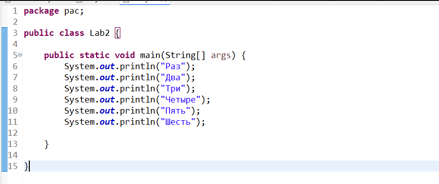 1 package pac;
2
3 public class Lab2 {
4
5 public static void main(String[] args) {
6 System.out.println("Раз");
7 System.out.println("Два");
8 System.out.println("Три");
9 System.out.println("Четыре");
10 System.out.println("Пять");
11 System.out.println("Шесть");
12
13 }
14
15 }